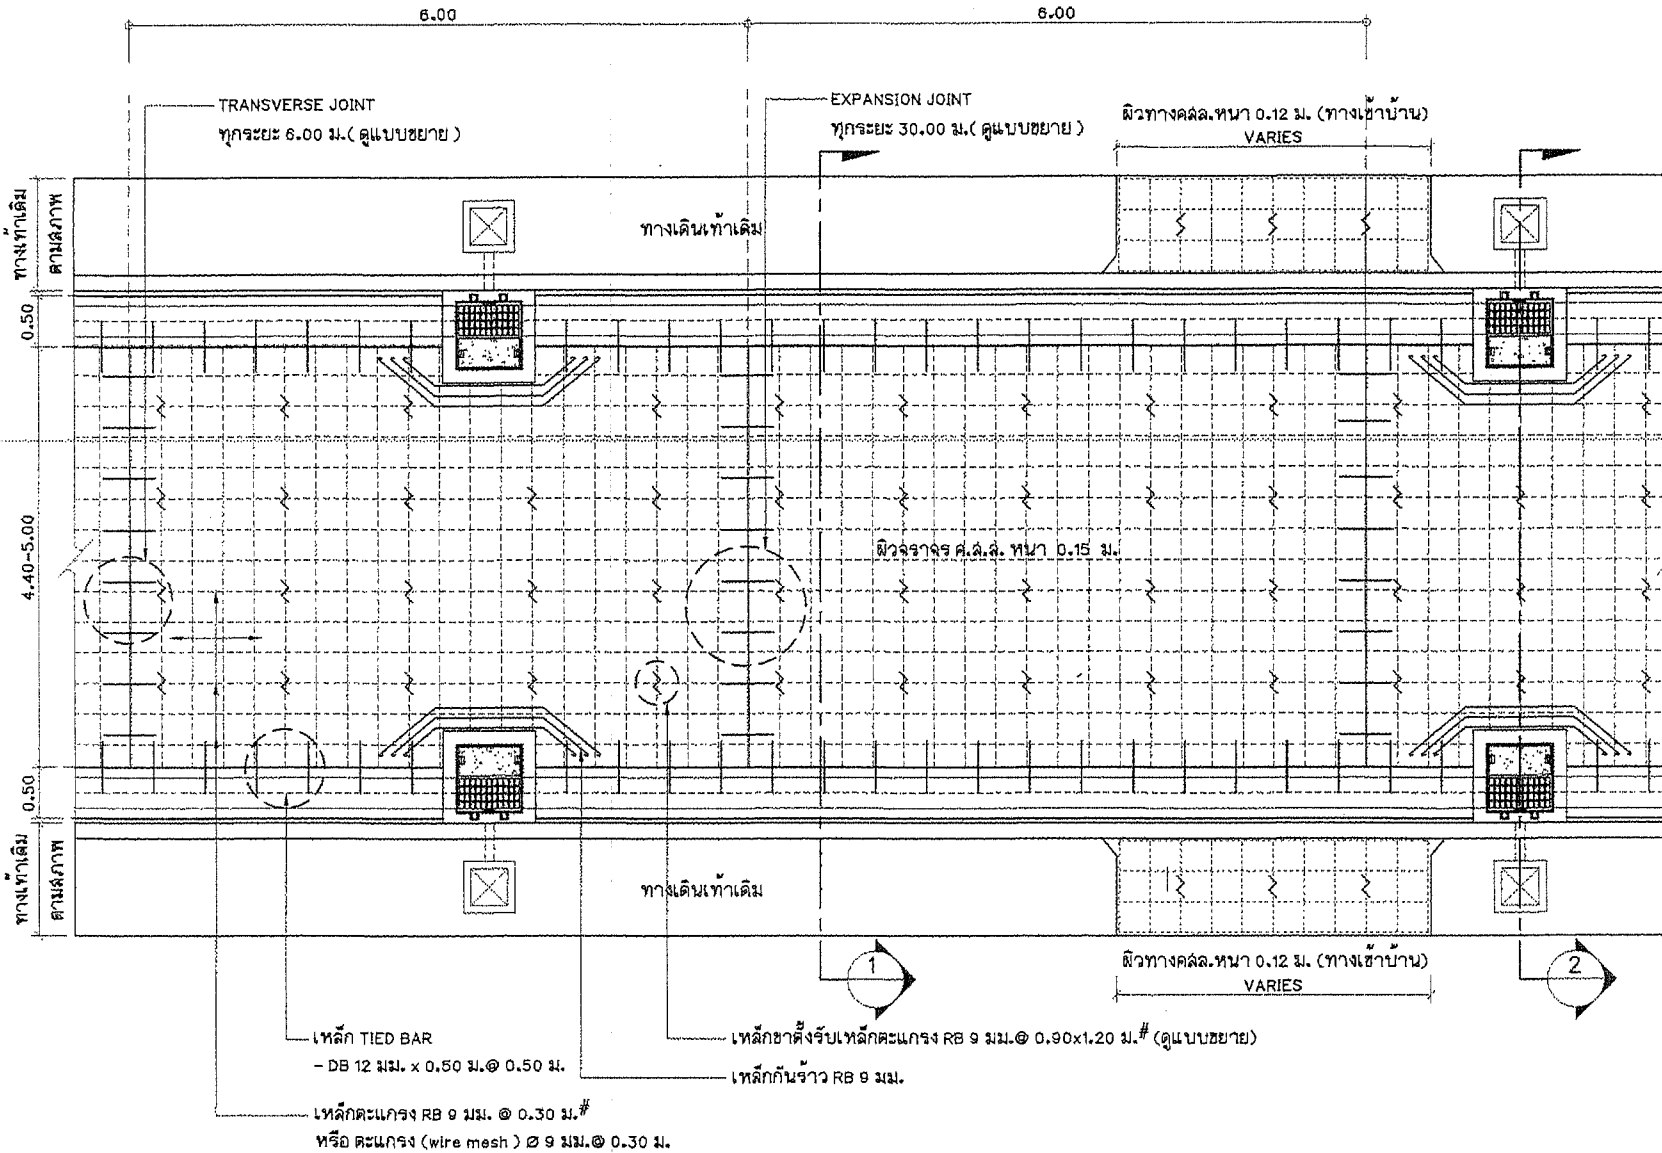 6.00
6.00
TRANSVERSE JOINT
ทุกระยะ 6.00 ม.( ดูแบบขยาย )
EXPANSION JOINT
ทุกระยะ 30.00 ม.( ดูแบบขยาย )
ผิวทางคสล.หนา 0.12 ม. (ทางเข้าบ้าน)
VARIES
ทางเท้าเดิม
ตามสภาพ
ทางเดินเท้าเดิม
0.50
4.40-5.00
ผิวจราจร ค.ส.ล. หนา 0.15 ม.
0.50
ทางเท้าเดิม
ตามสภาพ
ทางเดินเท้าเดิม
1
ผิวทางคสล.หนา 0.12 ม. (ทางเข้าบ้าน)
VARIES
2
เหล็ก TIED BAR
- DB 12 มม. x 0.50 ม.@ 0.50 ม.
เหล็กขาตั้งรับเหล็กตะแกรง RB 9 มม.@ 0.90x1.20 ม.# (ดูแบบขยาย)
เหล็กกันร้าว RB 9 มม.
เหล็กตะแกรง RB 9 มม. @ 0.30 ม.#
หรือ ตะแกรง (wire mesh ) Ø 9 มม.@ 0.30 ม.